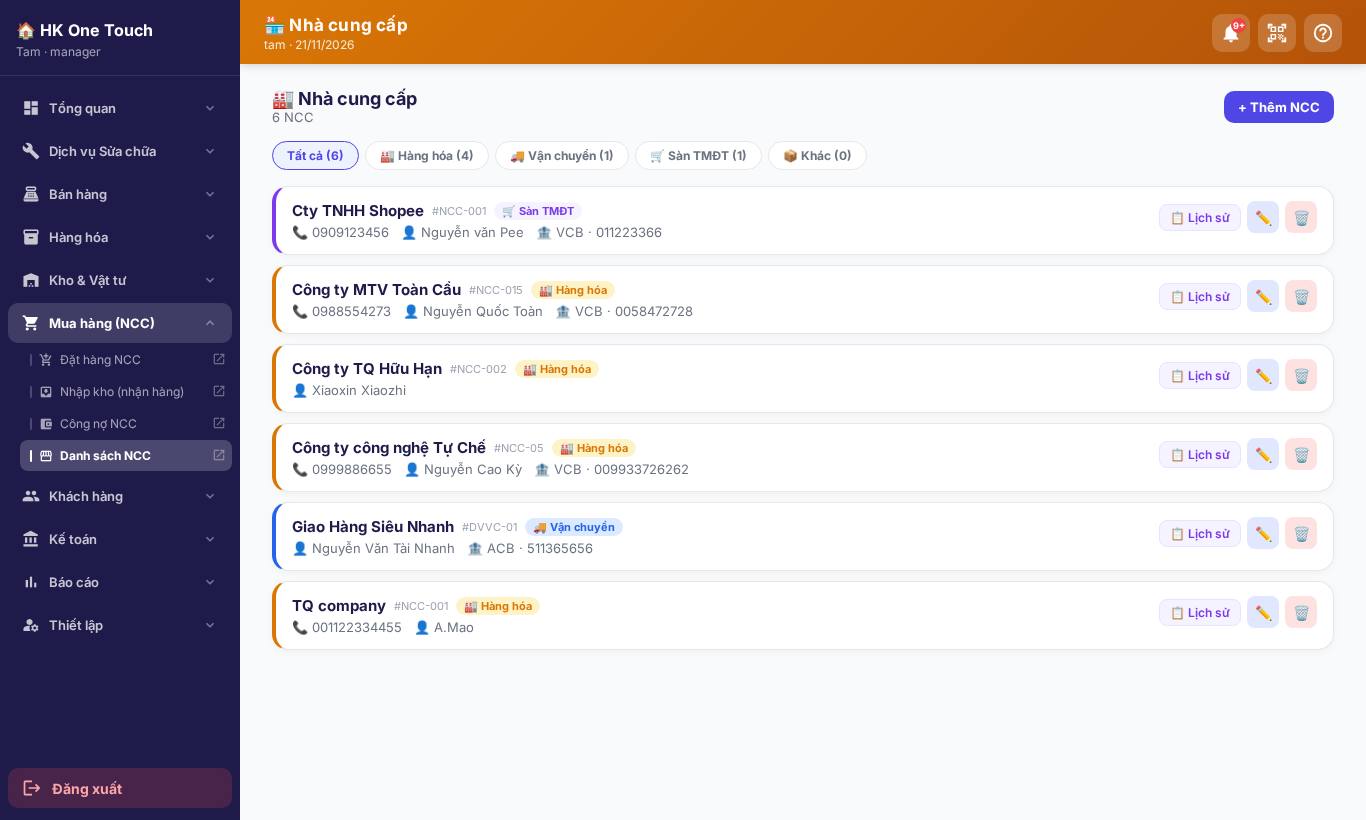 🏠 HK One Touch
Tam · manager
Tổng quan
Dịch vụ Sửa chữa
Bán hàng
Hàng hóa
Kho & Vật tư
Mua hàng (NCC)
Đặt hàng NCC
Nhập kho (nhận hàng)
Công nợ NCC
Danh sách NCC
Khách hàng
Kế toán
Báo cáo
Thiết lập
Đăng xuất
🏪 Nhà cung cấp
tam · 21/11/2026
9+
🏭 Nhà cung cấp
6 NCC
+ Thêm NCC
Tất cả (6) 🏭 Hàng hóa (4) 🚚 Vận chuyển (1) 🛒 Sàn TMĐT (1) 📦 Khác (0)
Cty TNHH Shopee #NCC-001 🛒 Sàn TMĐT
📞 0909123456 👤 Nguyễn văn Pee 🏦 VCB · 011223366
📋 Lịch sử
Công ty MTV Toàn Cầu #NCC-015 🏭 Hàng hóa
📞 0988554273 👤 Nguyễn Quốc Toàn 🏦 VCB · 0058472728
📋 Lịch sử
Công ty TQ Hữu Hạn #NCC-002 🏭 Hàng hóa
👤 Xiaoxin Xiaozhi
📋 Lịch sử
Công ty công nghệ Tự Chế #NCC-05 🏭 Hàng hóa
📞 0999886655 👤 Nguyễn Cao Kỳ 🏦 VCB · 009933726262
📋 Lịch sử
Giao Hàng Siêu Nhanh #DVVC-01 🚚 Vận chuyển
👤 Nguyễn Văn Tài Nhanh 🏦 ACB · 511365656
📋 Lịch sử
TQ company #NCC-001 🏭 Hàng hóa
📞 001122334455 👤 A.Mao
📋 Lịch sử